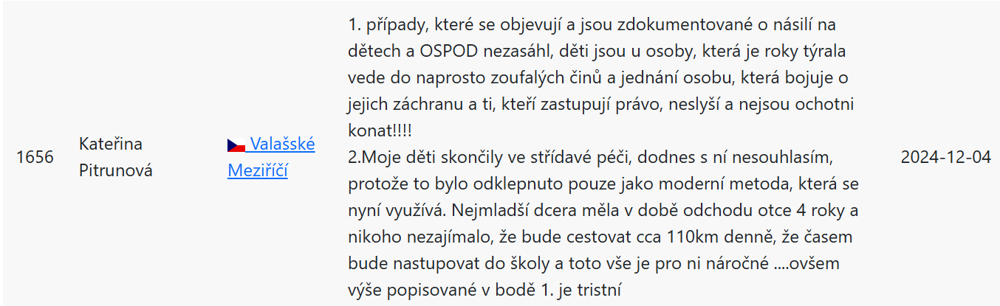 1656
Kateřina
Pitrunová
Valašské
Meziříčí
1. případy, které se objevují a jsou zdokumentované o násilí na
dětech a OSPOD nezasáhl, děti jsou u osoby, která je roky týrala
vede do naprosto zoufalých činů a jednání osobu, která bojuje o
jejich záchranu a ti, kteří zastupují právo, neslyší a nejsou ochotni
konat!!!!
2.Moje děti skončily ve střídavé péči, dodnes s ní nesouhlasím,
protože to bylo odklepnuto pouze jako moderní metoda, která se
nyní využívá. Nejmladší dcera měla v době odchodu otce 4 roky a
nikoho nezajímalo, že bude cestovat cca 110km denně, že časem
bude nastupovat do školy a toto vše je pro ni náročné ....ovšem
výše popisované v bodě 1. je tristní
2024-12-04